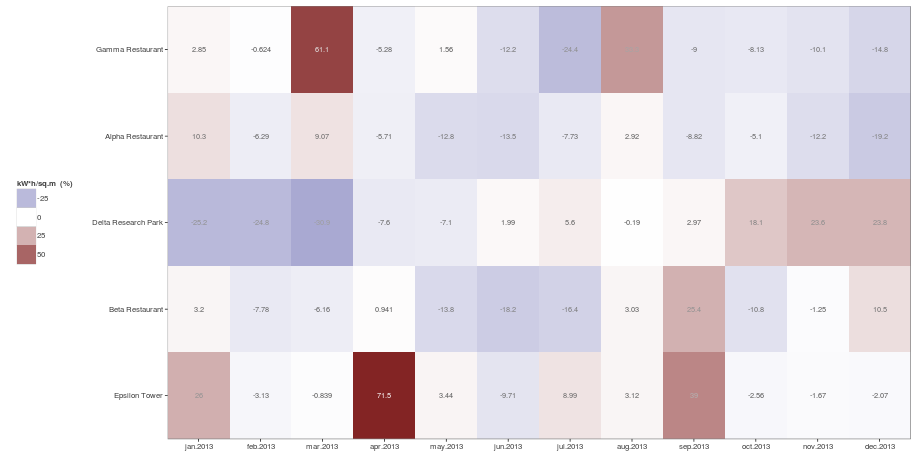 Gamma Restaurant 2.85 -0.624 61.1 -5.28 1.56 -12.2 -24.4 -9 -8.13 -10.1 -14.8
Alpha Restaurant 10.3 -6.29 9.07 -5.71 -12.8 -13.5 -7.73 2.92 -8.82 -5.1 -12.2 -19.2
kW*h/sq.m (%)
-25
0
25
50
Delta Research Park -25.2 -24.8 -7.6 -7.1 1.99 5.6 -0.19 2.97 18.1 23.6 23.8
Beta Restaurant 3.2 -7.78 -6.16 0.941 -13.8 -18.2 -16.4 3.03 25.4 -10.8 -1.25 10.5
Epsilon Tower 26 -3.13 -0.839 71.5 3.44 -9.71 8.99 3.12 -2.56 -1.67 -2.07
jan.2013 feb.2013 mar.2013 apr.2013 may.2013 jun.2013 jul.2013 aug.2013 sep.2013 oct.2013 nov.2013 dec.2013